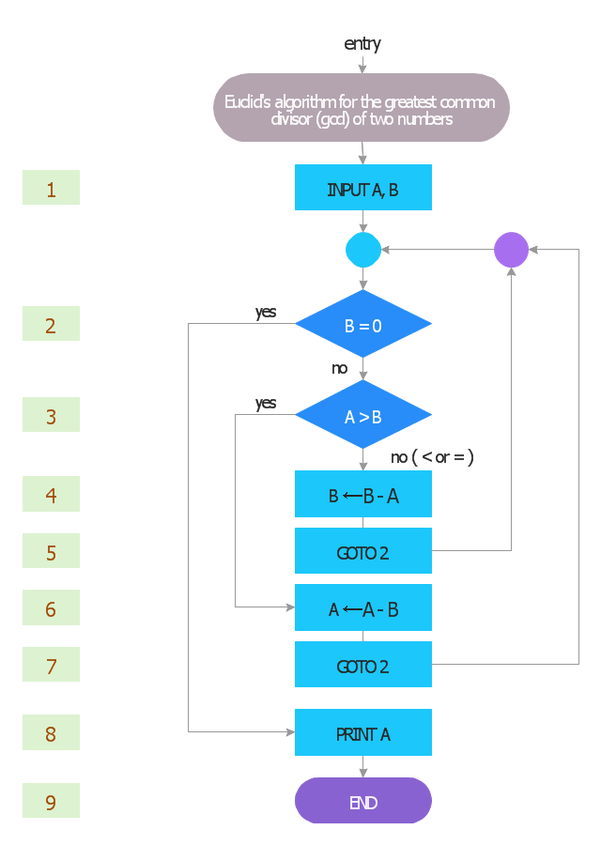 entry
Euclid's algorithm for the greatest common
divisor (gcd) of two numbers
1
INPUT A, B
yes
2
B = 0
no
yes
3
A > B
no ( < or = )
4
B ← B - A
5
GOTO 2
6
A ← A - B
7
GOTO 2
8
PRINT A
9
END